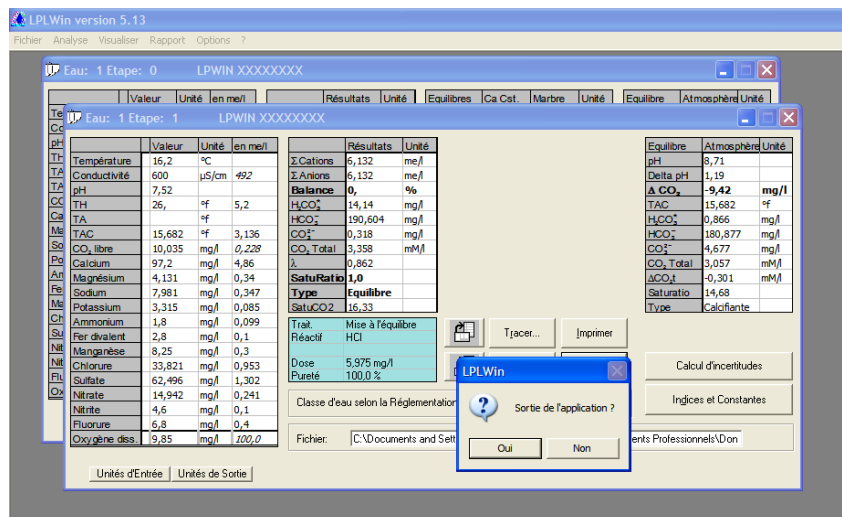 LPLWin version 5.13
Fichier Analyse Visualiser Rapport Options ?
Eau: 1 Etape: 0 LPWIN XXXXXXXX
Valeur Unité en me/l Résultats Unité Equilibres Ca Cst. Marbre Unité Equilibre Atmosphère Unité
Eau: 1 Etape: 1 LPWIN XXXXXXXX
Valeur Unité en me/l
Température 16,2 °C
Conductivité 600 µS/cm 492
pH 7,52
TH 26, °f 5,2
TA °f
TAC 15,682 °f 3,136
CO₂ libre 10,035 mg/l 0,228
Calcium 97,2 mg/l 4,86
Magnésium 4,131 mg/l 0,34
Sodium 7,981 mg/l 0,347
Potassium 3,315 mg/l 0,085
Ammonium 1,8 mg/l 0,099
Fer divalent 2,8 mg/l 0,1
Manganèse 8,25 mg/l 0,3
Chlorure 33,821 mg/l 0,953
Sulfate 62,496 mg/l 1,302
Nitrate 14,942 mg/l 0,241
Nitrite 4,6 mg/l 0,1
Fluorure 6,8 mg/l 0,4
Oxygène diss. 9,85 mg/l 100,0
Unités d'Entrée Unités de Sortie
Résultats Unité
Σ Cations 6,132 me/l
Σ Anions 6,132 me/l
Balance 0, %
H₂CO₃* 14,14 mg/l
HCO₃⁻ 190,604 mg/l
CO₃²⁻ 0,318 mg/l
CO₂ Total 3,358 mM/l
λ 0,862
SatuRatio 1,0
Type Equilibre
SatuCO2 16,33
Trait. Mise à l'équilibre
Réactif HCl
Dose 5,975 mg/l
Pureté 100,0 %
Tracer... Imprimer
Classe d'eau selon la Réglementation
Fichier: C:\Documents and Sett ents Professionnels\Don
Equilibre Atmosphère Unité
pH 8,71
Delta pH 1,19
Δ CO₂ -9,42 mg/l
TAC 15,682 °f
H₂CO₃* 0,866 mg/l
HCO₃⁻ 180,877 mg/l
CO₃²⁻ 4,677 mg/l
CO₂ Total 3,057 mM/l
ΔCO₂t -0,301 mM/l
Saturatio 14,68
Type Calcifiante
Calcul d'incertitudes
Indices et Constantes
LPLWin
Sortie de l'application ?
Oui Non